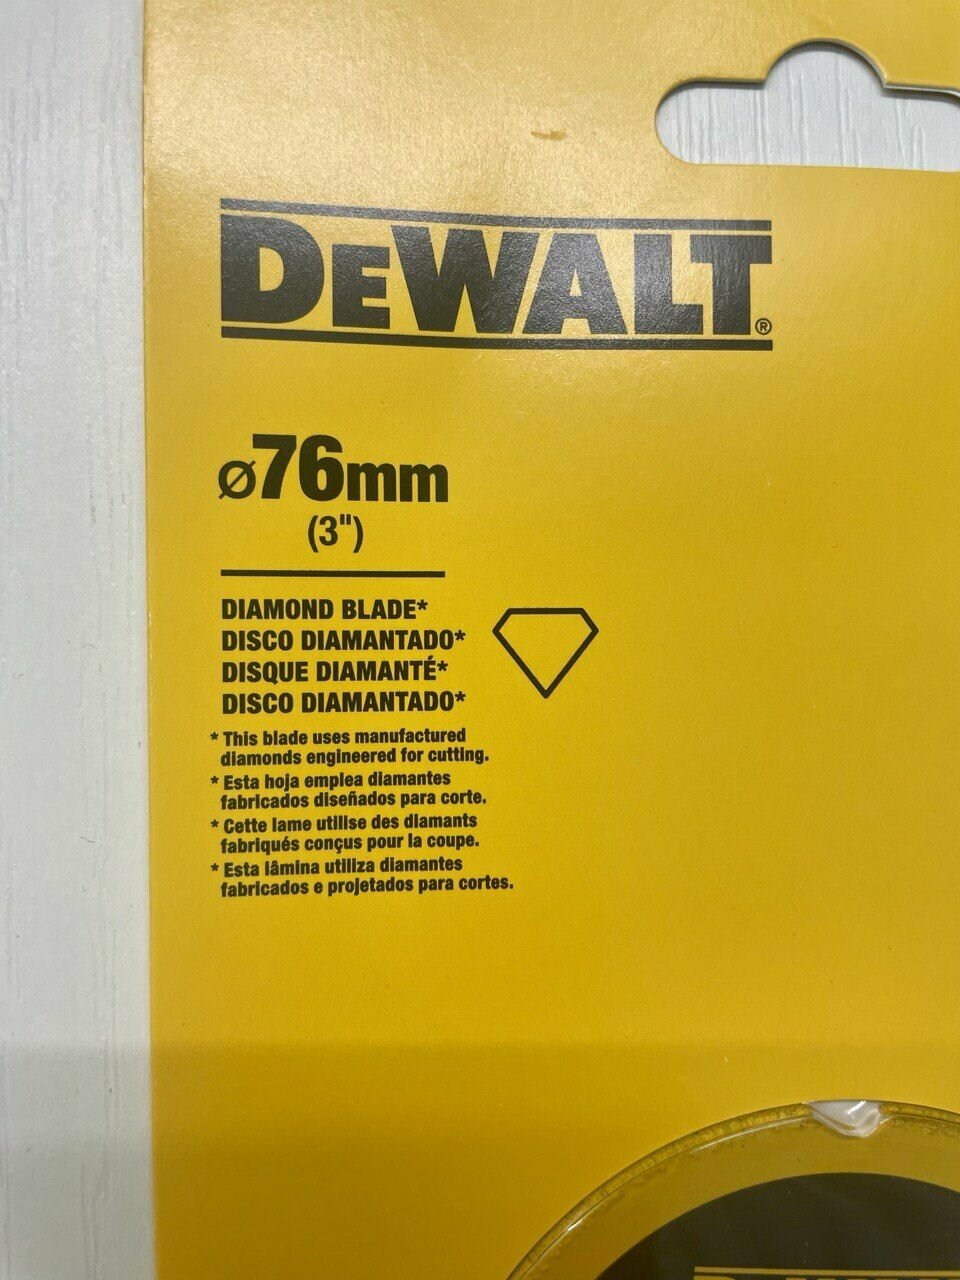 DEWALT®
ø76mm
(3")
DIAMOND BLADE*
DISCO DIAMANTADO*
DISQUE DIAMANTÉ*
DISCO DIAMANTADO*
* This blade uses manufactured
diamonds engineered for cutting.
* Esta hoja emplea diamantes
fabricados diseñados para corte.
* Cette lame utilise des diamants
fabriqués conçus pour la coupe.
* Esta lâmina utiliza diamantes
fabricados e projetados para cortes.